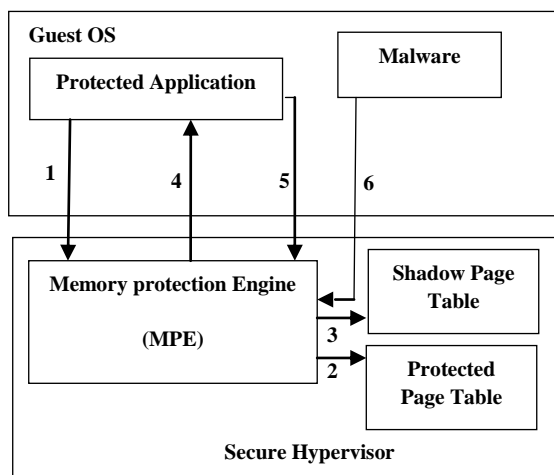 Guest OS
Protected Application
Malware
1
4
5
6
Memory protection Engine
(MPE)
Shadow Page
Table
3
2
Protected
Page Table
Secure Hypervisor